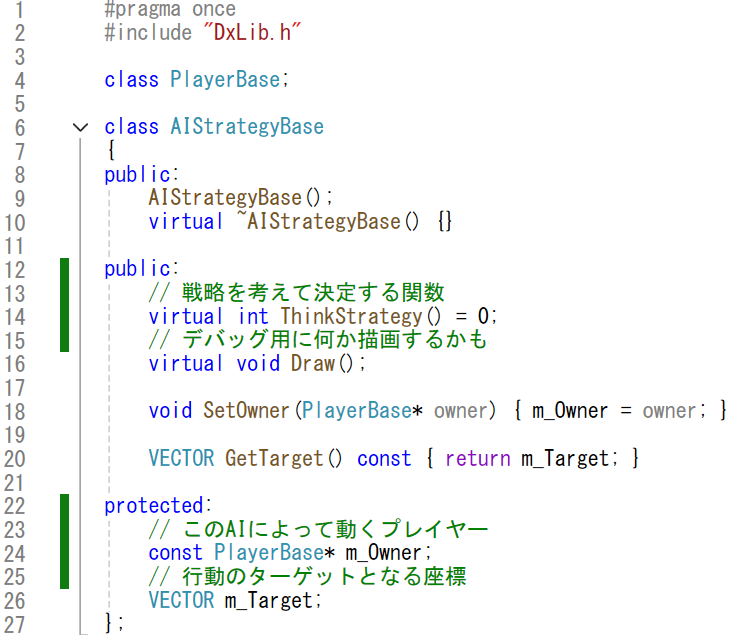 1 #pragma once
2 #include "DxLib.h"
3
4 class PlayerBase;
5
6 class AIStrategyBase
7 {
8 public:
9 AIStrategyBase();
10 virtual ~AIStrategyBase() {}
11
12 public:
13 // 戦略を考えて決定する関数
14 virtual int ThinkStrategy() = 0;
15 // デバッグ用に何か描画するかも
16 virtual void Draw();
17
18 void SetOwner(PlayerBase* owner) { m_Owner = owner; }
19
20 VECTOR GetTarget() const { return m_Target; }
21
22 protected:
23 // このAIによって動くプレイヤー
24 const PlayerBase* m_Owner;
25 // 行動のターゲットとなる座標
26 VECTOR m_Target;
27 };